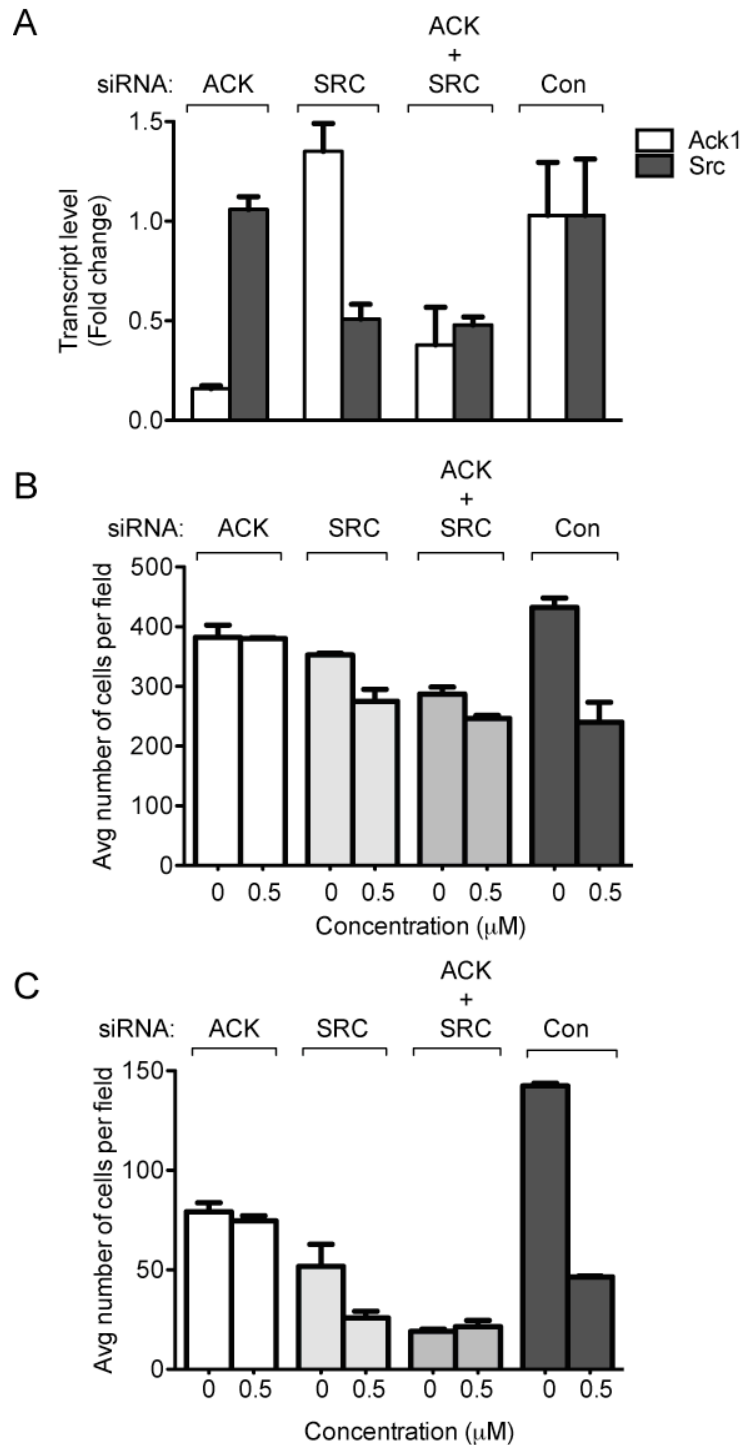 A
ACK
+
siRNA: ACK SRC SRC Con
Transcript level
(Fold change)
1.5
1.0
0.5
0.0
Ack1
Src
B
ACK
+
siRNA: ACK SRC SRC Con
Avg number of cells per field
500
400
300
200
100
0
0 0.5 0 0.5 0 0.5 0 0.5
Concentration (μM)
C
ACK
+
siRNA: ACK SRC SRC Con
Avg number of cells per field
150
100
50
0
0 0.5 0 0.5 0 0.5 0 0.5
Concentration (μM)